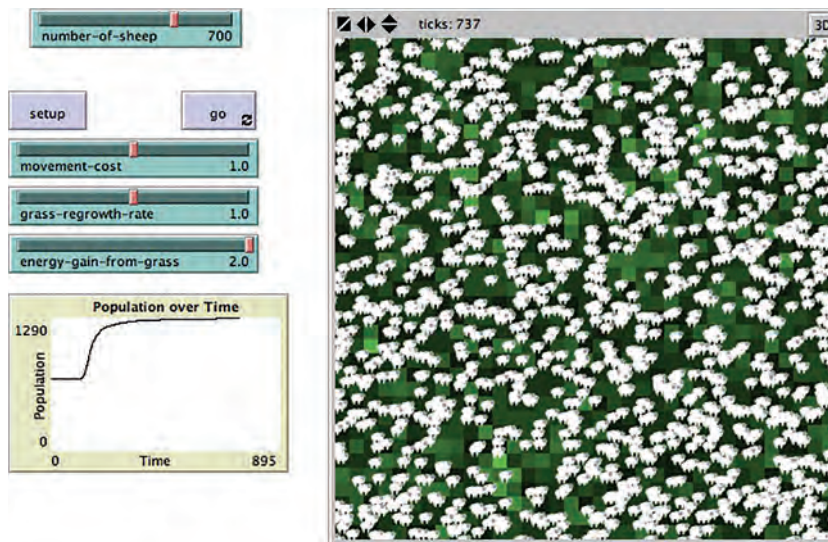 number-of-sheep 700
ticks: 737
3D
setup
go
movement-cost 1.0
grass-regrowth-rate 1.0
energy-gain-from-grass 2.0
Population over Time
1290
Population
0
0 Time 895